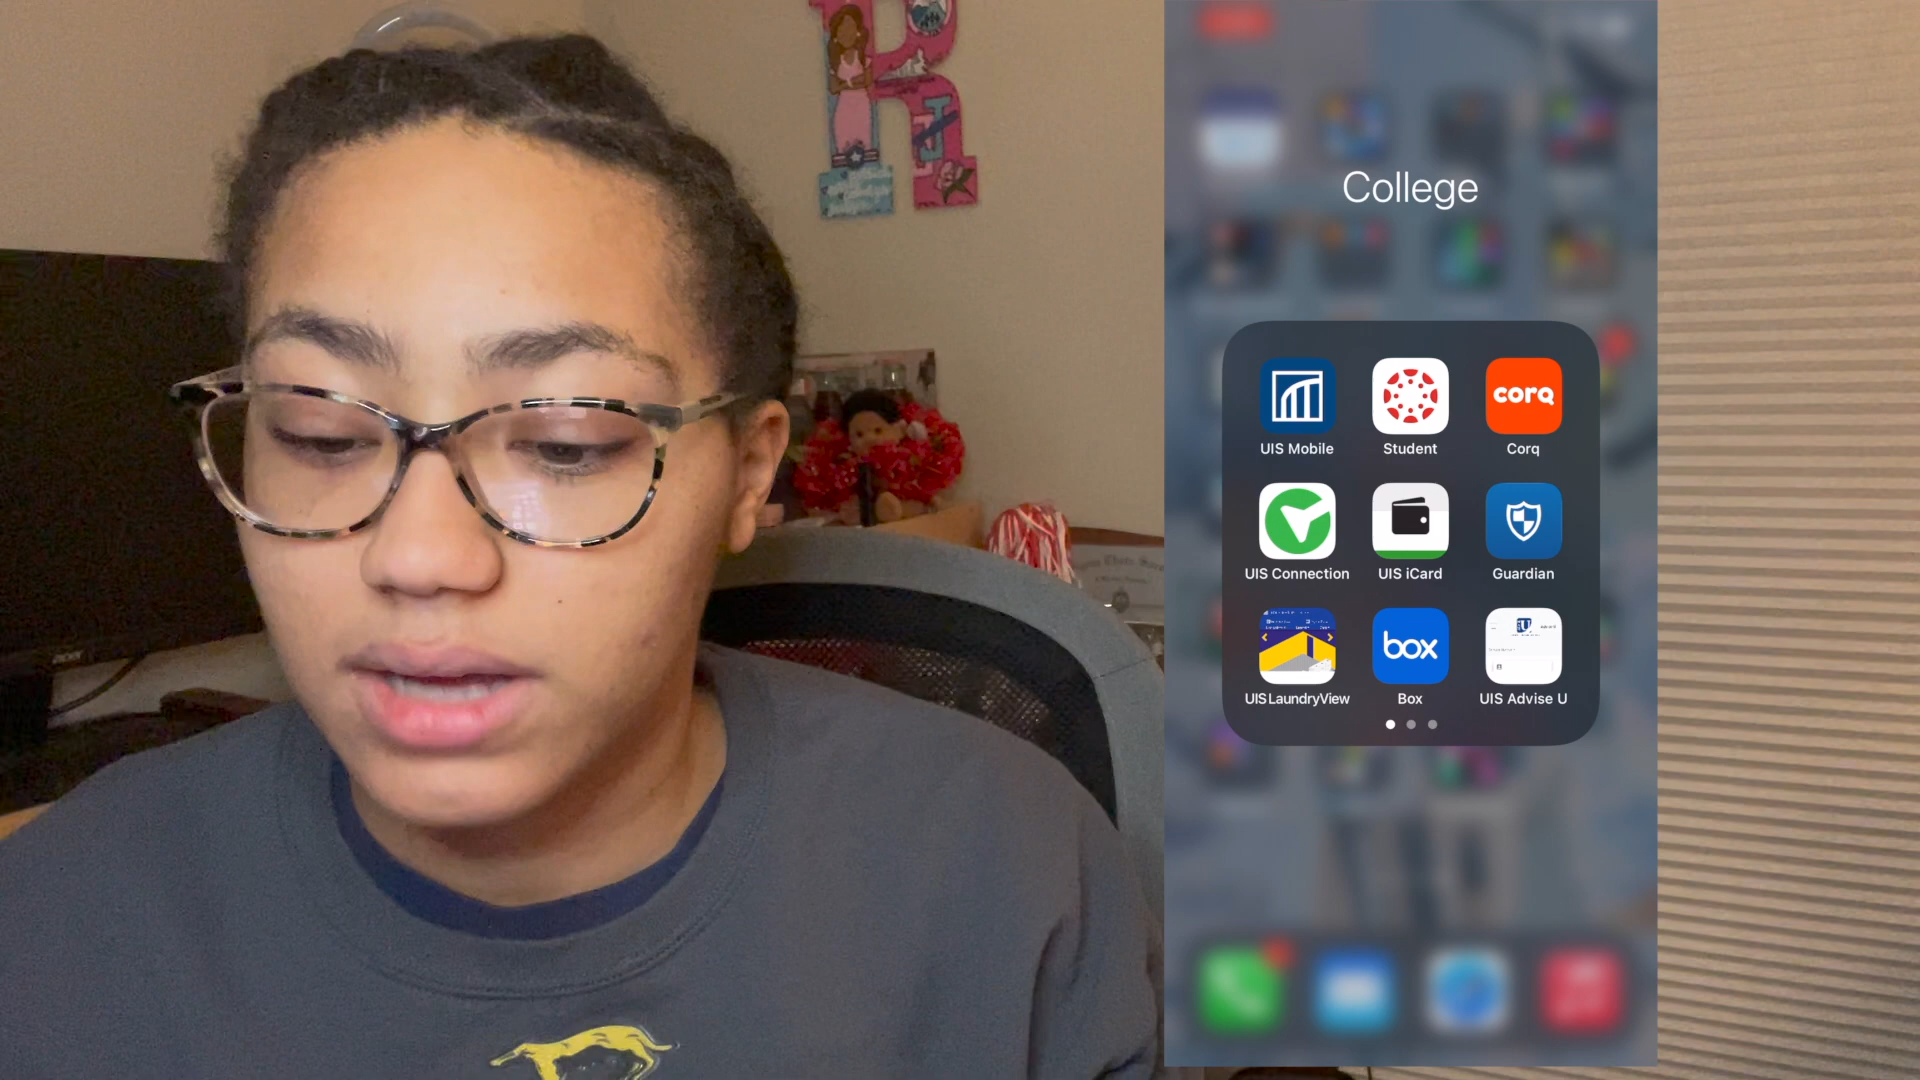 College
corq
UIS Mobile Student Corq
UIS Connection UIS iCard Guardian
box
U
UIS LaundryView Box UIS Advise U